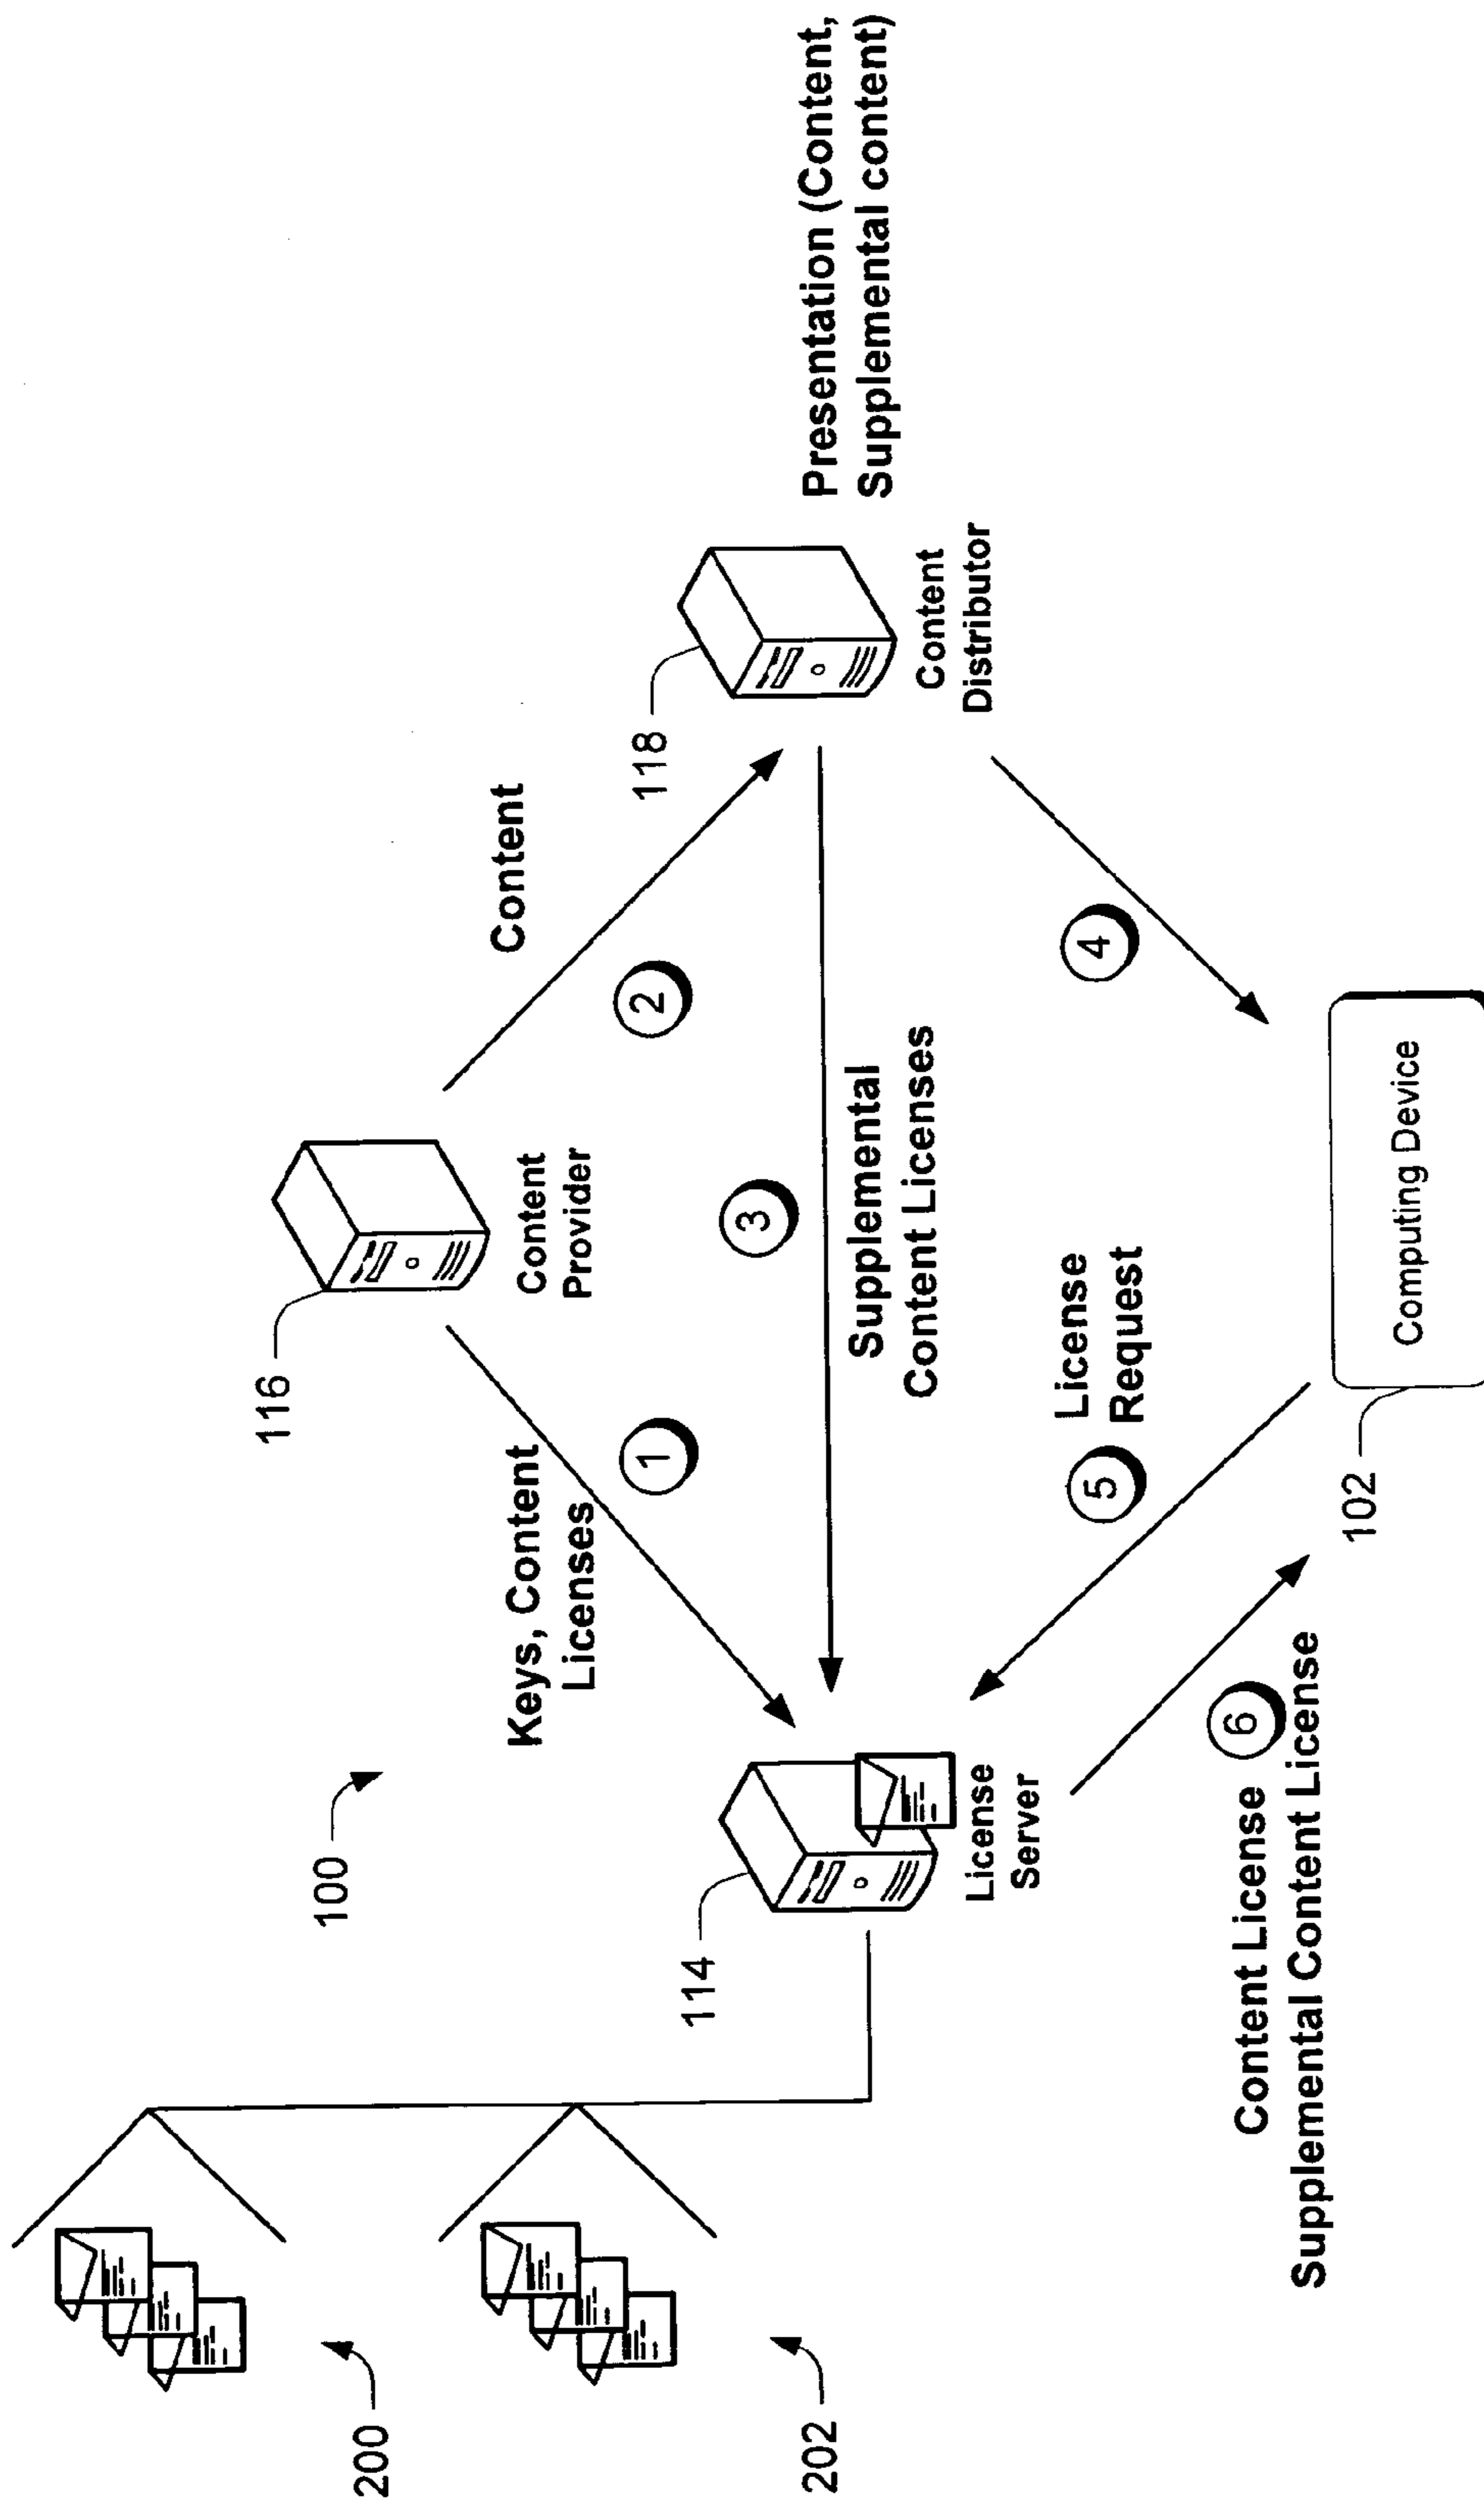 200
202
100
114
License
Server
Keys, Content
Licenses
1
116
Content
Provider
2
Content
3
Supplemental
Content Licenses
118
Content
Distributor
Presentation (Content,
Supplemental content)
4
5
License
Request
6
Content License
Supplemental Content License
102
Computing Device